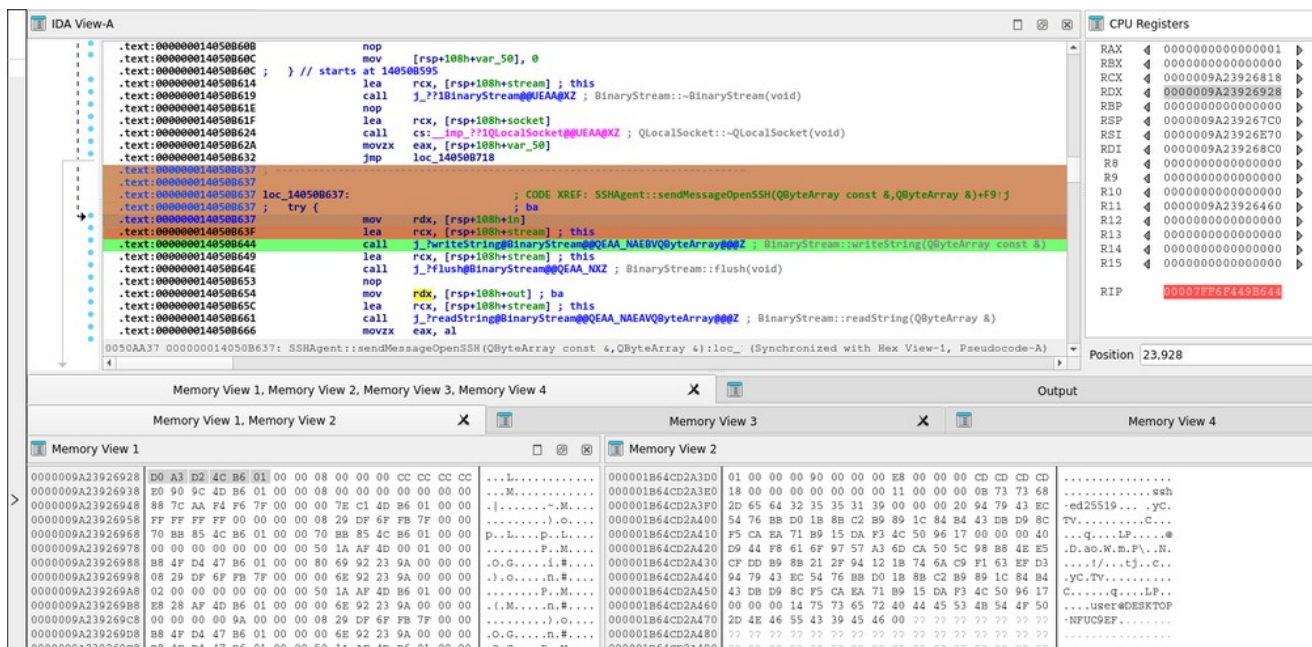 IDA View-A
.text:000000014050B60B nop
.text:000000014050B60C mov [rsp+108h+var_50], 0
.text:000000014050B60C ; } // starts at 14050B595
.text:000000014050B614 lea rcx, [rsp+108h+stream] ; this
.text:000000014050B619 call j_??1BinaryStream@@UEAA@XZ ; BinaryStream::~BinaryStream(void)
.text:000000014050B61E nop
.text:000000014050B61F lea rcx, [rsp+108h+socket]
.text:000000014050B624 call cs:__imp_??1QLocalSocket@@UEAA@XZ ; QLocalSocket::~QLocalSocket(void)
.text:000000014050B62A movzx eax, [rsp+108h+var_50]
.text:000000014050B632 jmp loc_14050B718
.text:000000014050B637 ; ---------------------------------------------------------------------------
.text:000000014050B637
.text:000000014050B637 loc_14050B637: ; CODE XREF: SSHAgent::sendMessageOpenSSH(QByteArray const &,QByteArray &)+F9↑j
.text:000000014050B637 ; try { ; ba
.text:000000014050B637 mov rdx, [rsp+108h+in]
.text:000000014050B63F lea rcx, [rsp+108h+stream] ; this
.text:000000014050B644 call j_?writeString@BinaryStream@@QEAA_NAEBVQByteArray@@@Z ; BinaryStream::writeString(QByteArray const &)
.text:000000014050B649 lea rcx, [rsp+108h+stream] ; this
.text:000000014050B64E call j_?flush@BinaryStream@@QEAA_NXZ ; BinaryStream::flush(void)
.text:000000014050B653 nop
.text:000000014050B654 mov rdx, [rsp+108h+out] ; ba
.text:000000014050B65C lea rcx, [rsp+108h+stream] ; this
.text:000000014050B661 call j_?readString@BinaryStream@@QEAA_NAEAVQByteArray@@@Z ; BinaryStream::readString(QByteArray &)
.text:000000014050B666 movzx eax, al
0050AA37 000000014050B637: SSHAgent::sendMessageOpenSSH(QByteArray const &,QByteArray &):loc_ (Synchronized with Hex View-1, Pseudocode-A)
CPU Registers
RAX 0000000000000001
RBX 0000000000000000
RCX 0000009A23926818
RDX 0000009A23926928
RBP 0000000000000000
RSP 0000009A239267C0
RSI 0000009A23926E70
RDI 0000009A239268C0
R8 0000000000000000
R9 0000000000000000
R10 0000000000000000
R11 0000009A23926460
R12 0000000000000000
R13 0000000000000000
R14 0000000000000000
R15 0000000000000000
RIP 00007FF6F449B644
Position 23,928
Memory View 1, Memory View 2, Memory View 3, Memory View 4
Output
Memory View 1, Memory View 2
Memory View 3
Memory View 4
Memory View 1
0000009A23926928 D0 A3 D2 4C B6 01 00 00 08 00 00 00 CC CC CC CC ...L............
0000009A23926938 E0 90 9C 4D B6 01 00 00 08 00 00 00 00 00 00 00 ...M............
0000009A23926948 88 7C AA F4 F6 7F 00 00 00 7E C1 4D B6 01 00 00 .|.......~.M....
0000009A23926958 FF FF FF FF 00 00 00 00 08 29 DF 6F FB 7F 00 00 .........).o....
0000009A23926968 70 BB 85 4C B6 01 00 00 70 BB 85 4C B6 01 00 00 p..L....p..L....
0000009A23926978 00 00 00 00 00 00 00 00 50 1A AF 4D 00 01 00 00 ........P..M....
0000009A23926988 B8 4F D4 47 B6 01 00 00 80 69 92 23 9A 00 00 00 .O.G.....i.#....
0000009A23926998 08 29 DF 6F FB 7F 00 00 00 6E 92 23 9A 00 00 00 .).o.....n.#....
0000009A239269A8 02 00 00 00 00 00 00 00 50 1A AF 4D B6 01 00 00 ........P..M....
0000009A239269B8 E8 28 AF 4D B6 01 00 00 00 6E 92 23 9A 00 00 00 .(.M.....n.#....
0000009A239269C8 00 00 00 00 9A 00 00 00 08 29 DF 6F FB 7F 00 00 .........).o....
0000009A239269D8 B8 4F D4 47 B6 01 00 00 00 6E 92 23 9A 00 00 00 .O.G.....n.#....
Memory View 2
000001B64CD2A3D0 01 00 00 00 90 00 00 00 E8 00 00 00 CD CD CD CD ................
000001B64CD2A3E0 18 00 00 00 00 00 00 00 11 00 00 00 0B 73 73 68 .............ssh
000001B64CD2A3F0 2D 65 64 32 35 35 31 39 00 00 00 20 94 79 43 EC -ed25519... .yC.
000001B64CD2A400 54 76 BB D0 1B 8B C2 B9 89 1C 84 B4 43 DB D9 8C Tv..........C...
000001B64CD2A410 F5 CA EA 71 B9 15 DA F3 4C 50 96 17 00 00 00 40 ...q....LP.....@
000001B64CD2A420 D9 44 F8 61 6F 97 57 A3 6D CA 50 5C 98 B8 4E E5 .D.ao.W.m.P\..N.
000001B64CD2A430 CF DD B9 8B 21 2F 94 12 1B 74 6A C9 F1 63 EF D3 ....!/...tj..c..
000001B64CD2A440 94 79 43 EC 54 76 BB D0 1B 8B C2 B9 89 1C 84 B4 .yC.Tv..........
000001B64CD2A450 43 DB D9 8C F5 CA EA 71 B9 15 DA F3 4C 50 96 17 C......q....LP..
000001B64CD2A460 00 00 00 14 75 73 65 72 40 44 45 53 4B 54 4F 50 ....user@DESKTOP
000001B64CD2A470 2D 4E 46 55 43 39 45 46 00 ?? ?? ?? ?? ?? ?? ?? -NFUC9EF........
000001B64CD2A480 ?? ?? ?? ?? ?? ?? ?? ?? ?? ?? ?? ?? ?? ?? ?? ?? ................